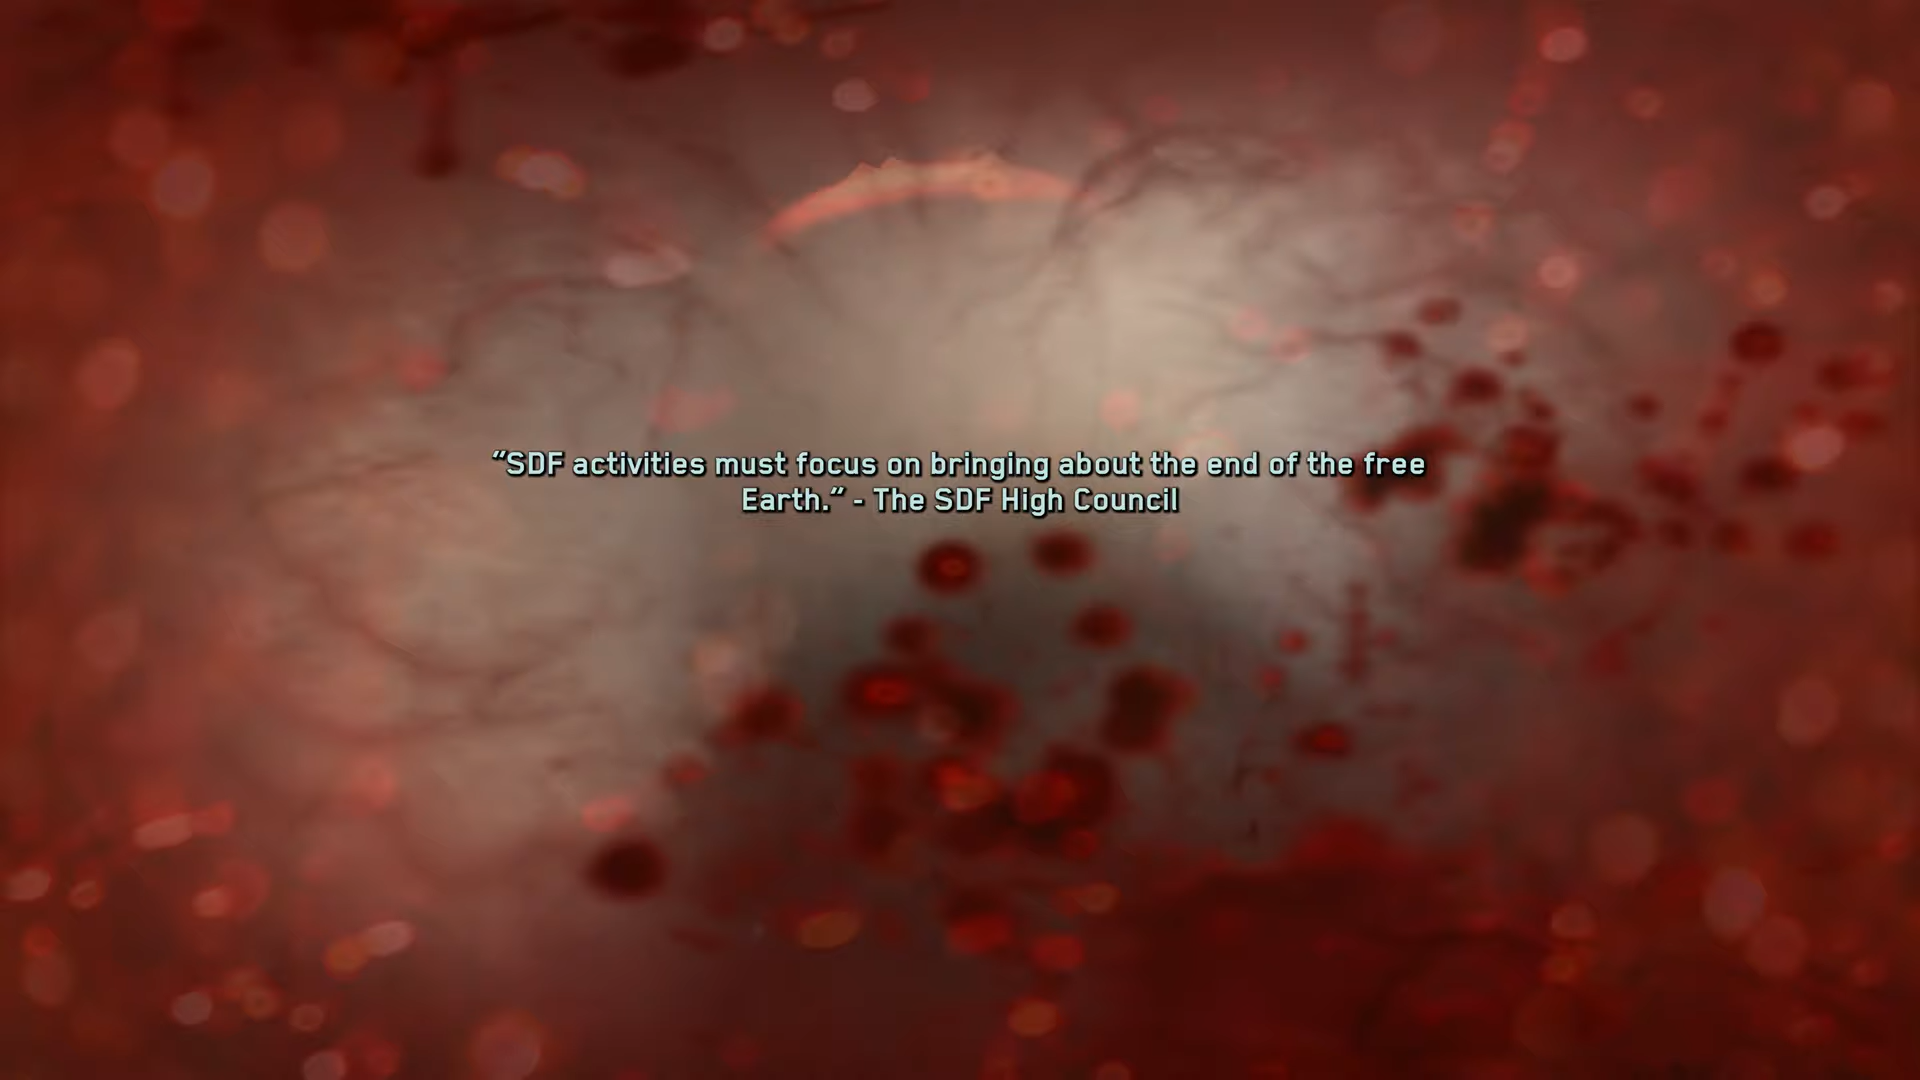 “SDF activities must focus on bringing about the end of the free
Earth.” - The SDF High Council